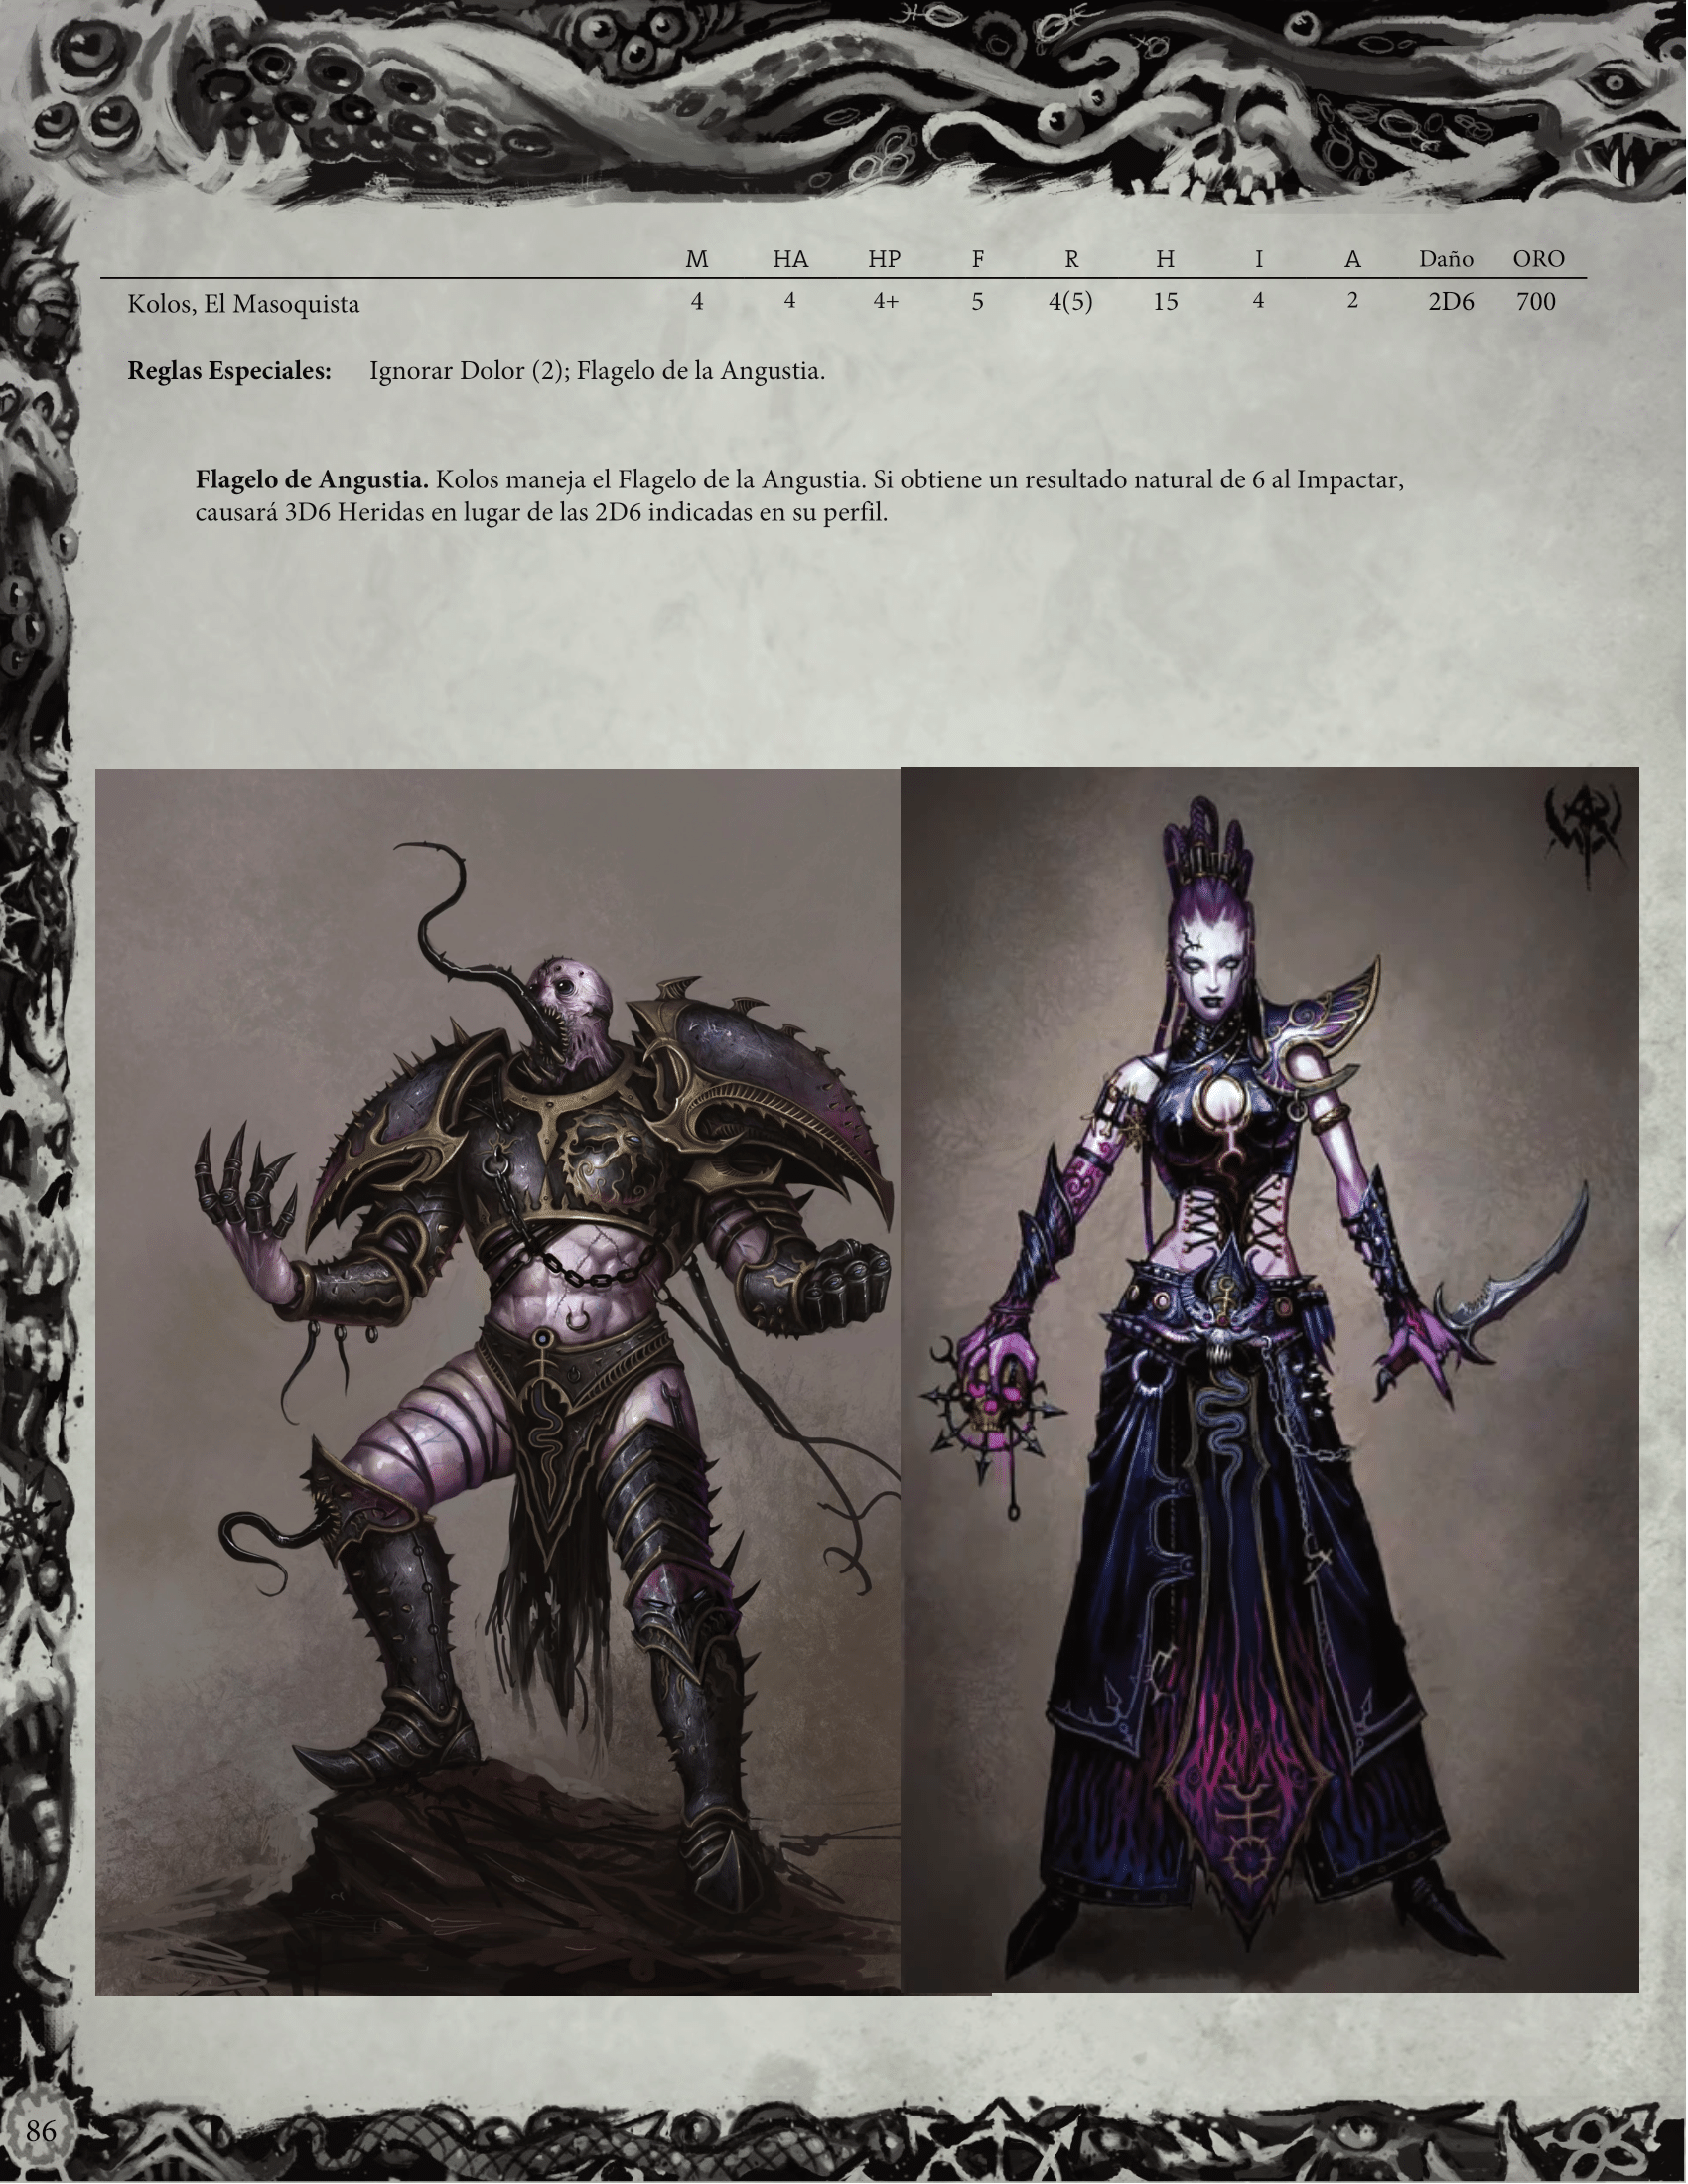 M HA HP F R H I A Daño ORO
Kolos, El Masoquista 4 4 4+ 5 4(5) 15 4 2 2D6 700
Reglas Especiales: Ignorar Dolor (2); Flagelo de la Angustia.
Flagelo de Angustia. Kolos maneja el Flagelo de la Angustia. Si obtiene un resultado natural de 6 al Impactar,
causará 3D6 Heridas en lugar de las 2D6 indicadas en su perfil.
WAR
86